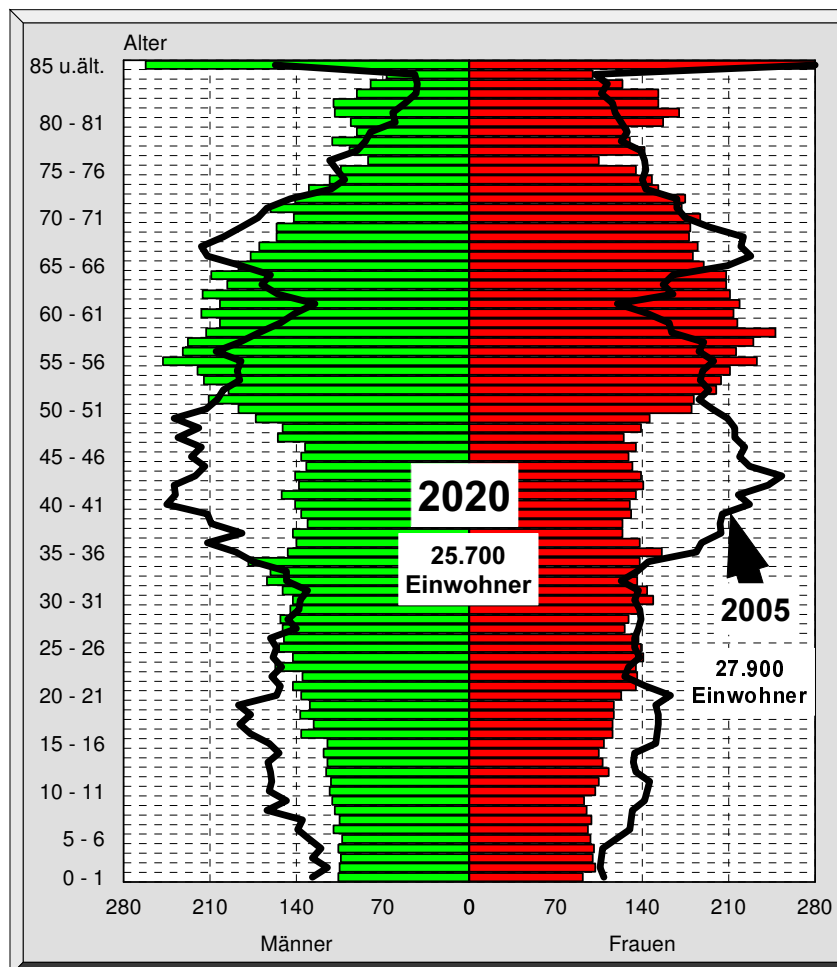 Alter
85 u.ält.
80 - 81
75 - 76
70 - 71
65 - 66
60 - 61
55 - 56
50 - 51
45 - 46
40 - 41
35 - 36
30 - 31
25 - 26
20 - 21
15 - 16
10 - 11
5 - 6
0 - 1
2020
25.700
Einwohner
2005
27.900
Einwohner
280 210 140 70 0 70 140 210 280
Männer Frauen